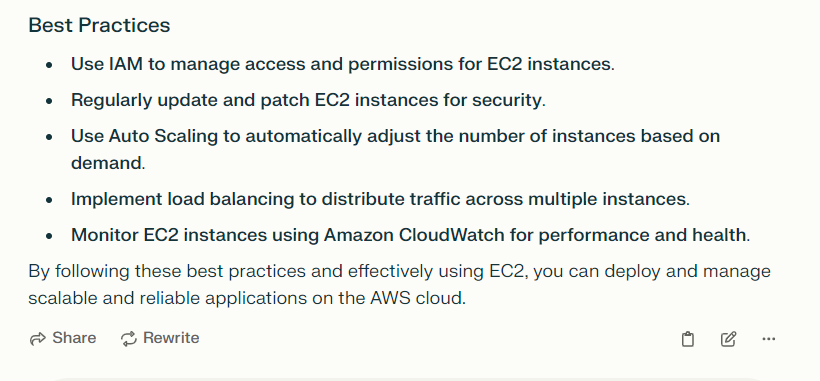 Best Practices
• Use IAM to manage access and permissions for EC2 instances.
• Regularly update and patch EC2 instances for security.
• Use Auto Scaling to automatically adjust the number of instances based on
demand.
• Implement load balancing to distribute traffic across multiple instances.
• Monitor EC2 instances using Amazon CloudWatch for performance and health.
By following these best practices and effectively using EC2, you can deploy and manage
scalable and reliable applications on the AWS cloud.
Share Rewrite